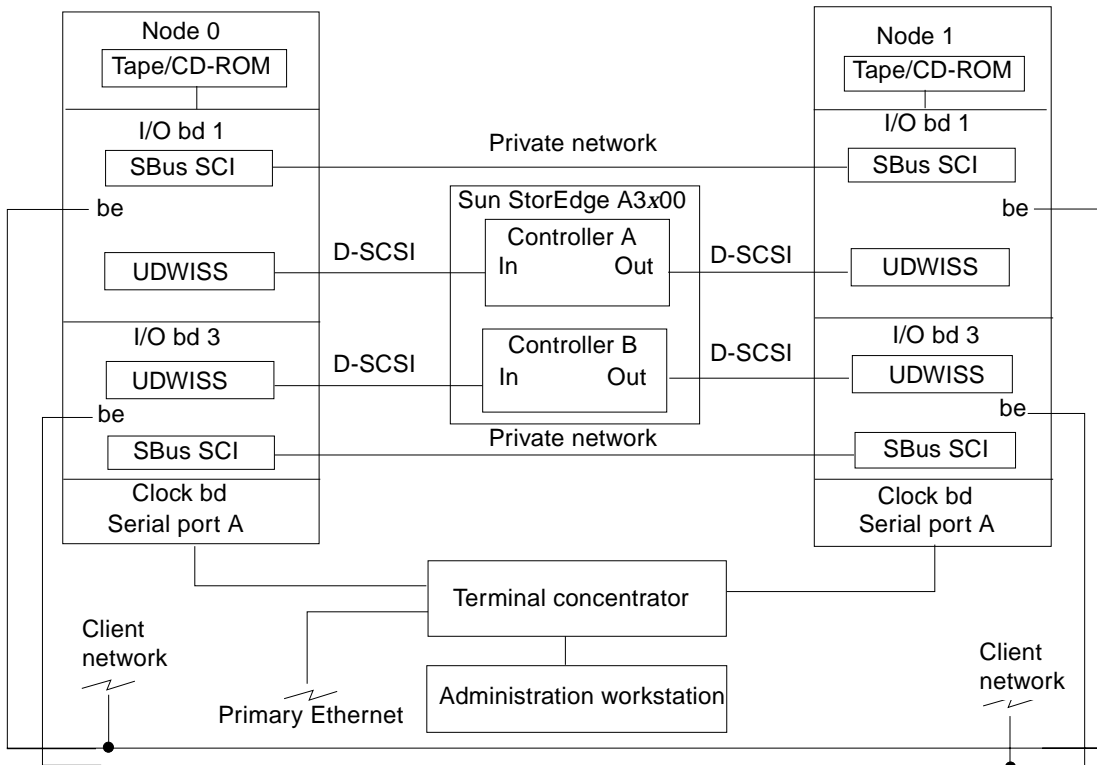 Node 0
Tape/CD-ROM
I/O bd 1
SBus SCI
be
UDWISS
I/O bd 3
UDWISS
be
SBus SCI
Clock bd
Serial port A
Private network
Sun StorEdge A3x00
D-SCSI
Controller A
In Out
D-SCSI
D-SCSI
Controller B
In Out
D-SCSI
Private network
Node 1
Tape/CD-ROM
I/O bd 1
SBus SCI
be
UDWISS
I/O bd 3
UDWISS
be
SBus SCI
Clock bd
Serial port A
Terminal concentrator
Client
network
Primary Ethernet
Administration workstation
Client
network